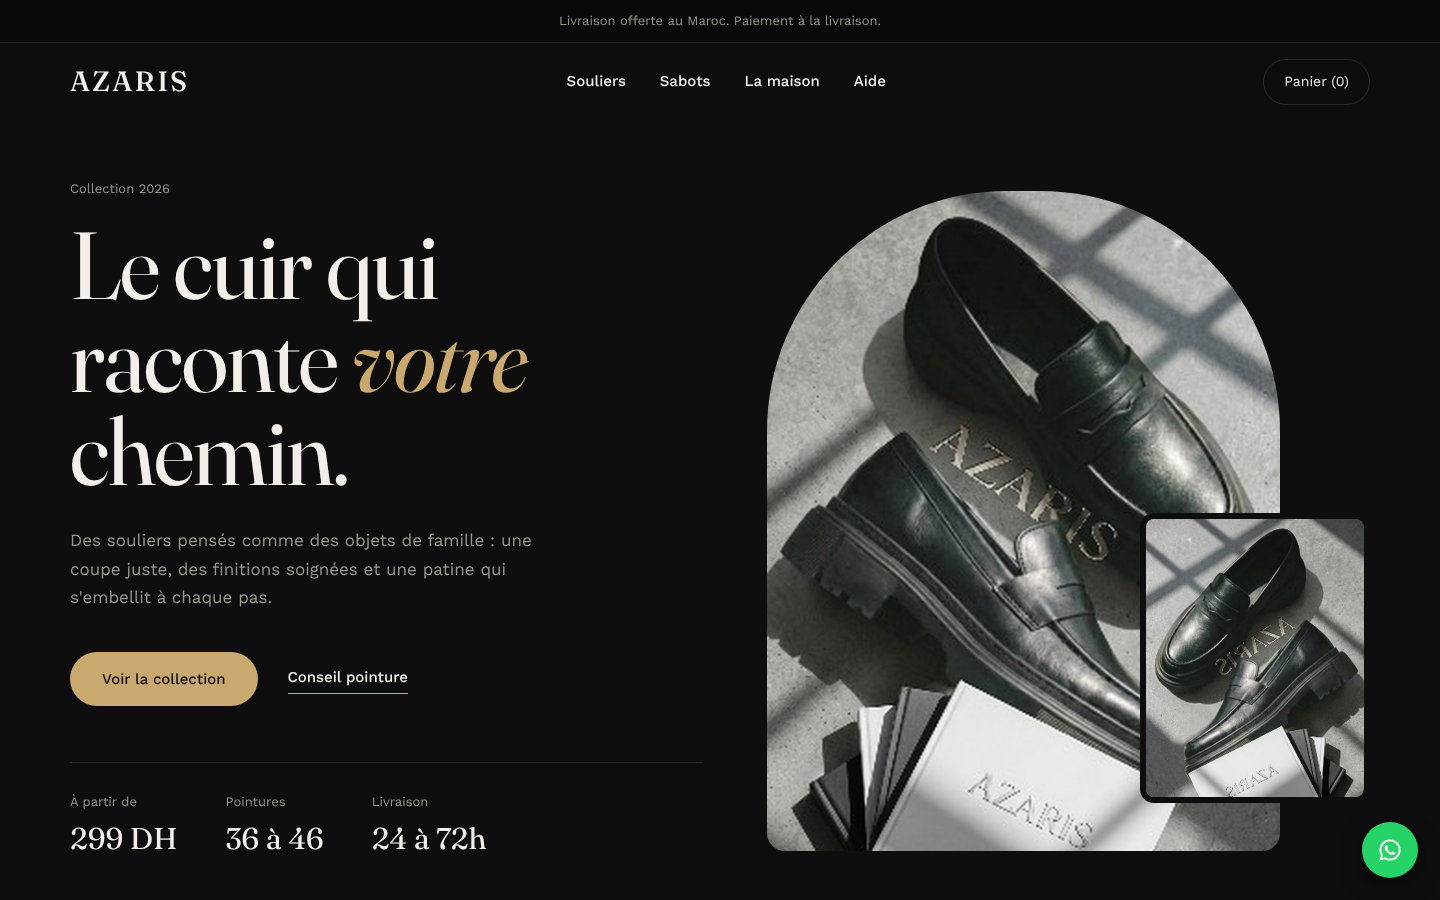 Livraison offerte au Maroc. Paiement à la livraison.
AZARIS
Souliers
Sabots
La maison
Aide
Panier (0)
Collection 2026
Le cuir qui
raconte votre
chemin.
Des souliers pensés comme des objets de famille : une
coupe juste, des finitions soignées et une patine qui
s'embellit à chaque pas.
Voir la collection
Conseil pointure
À partir de
299 DH
Pointures
36 à 46
Livraison
24 à 72h
AZARIS
AZARIS
AZARIS
AZARIS